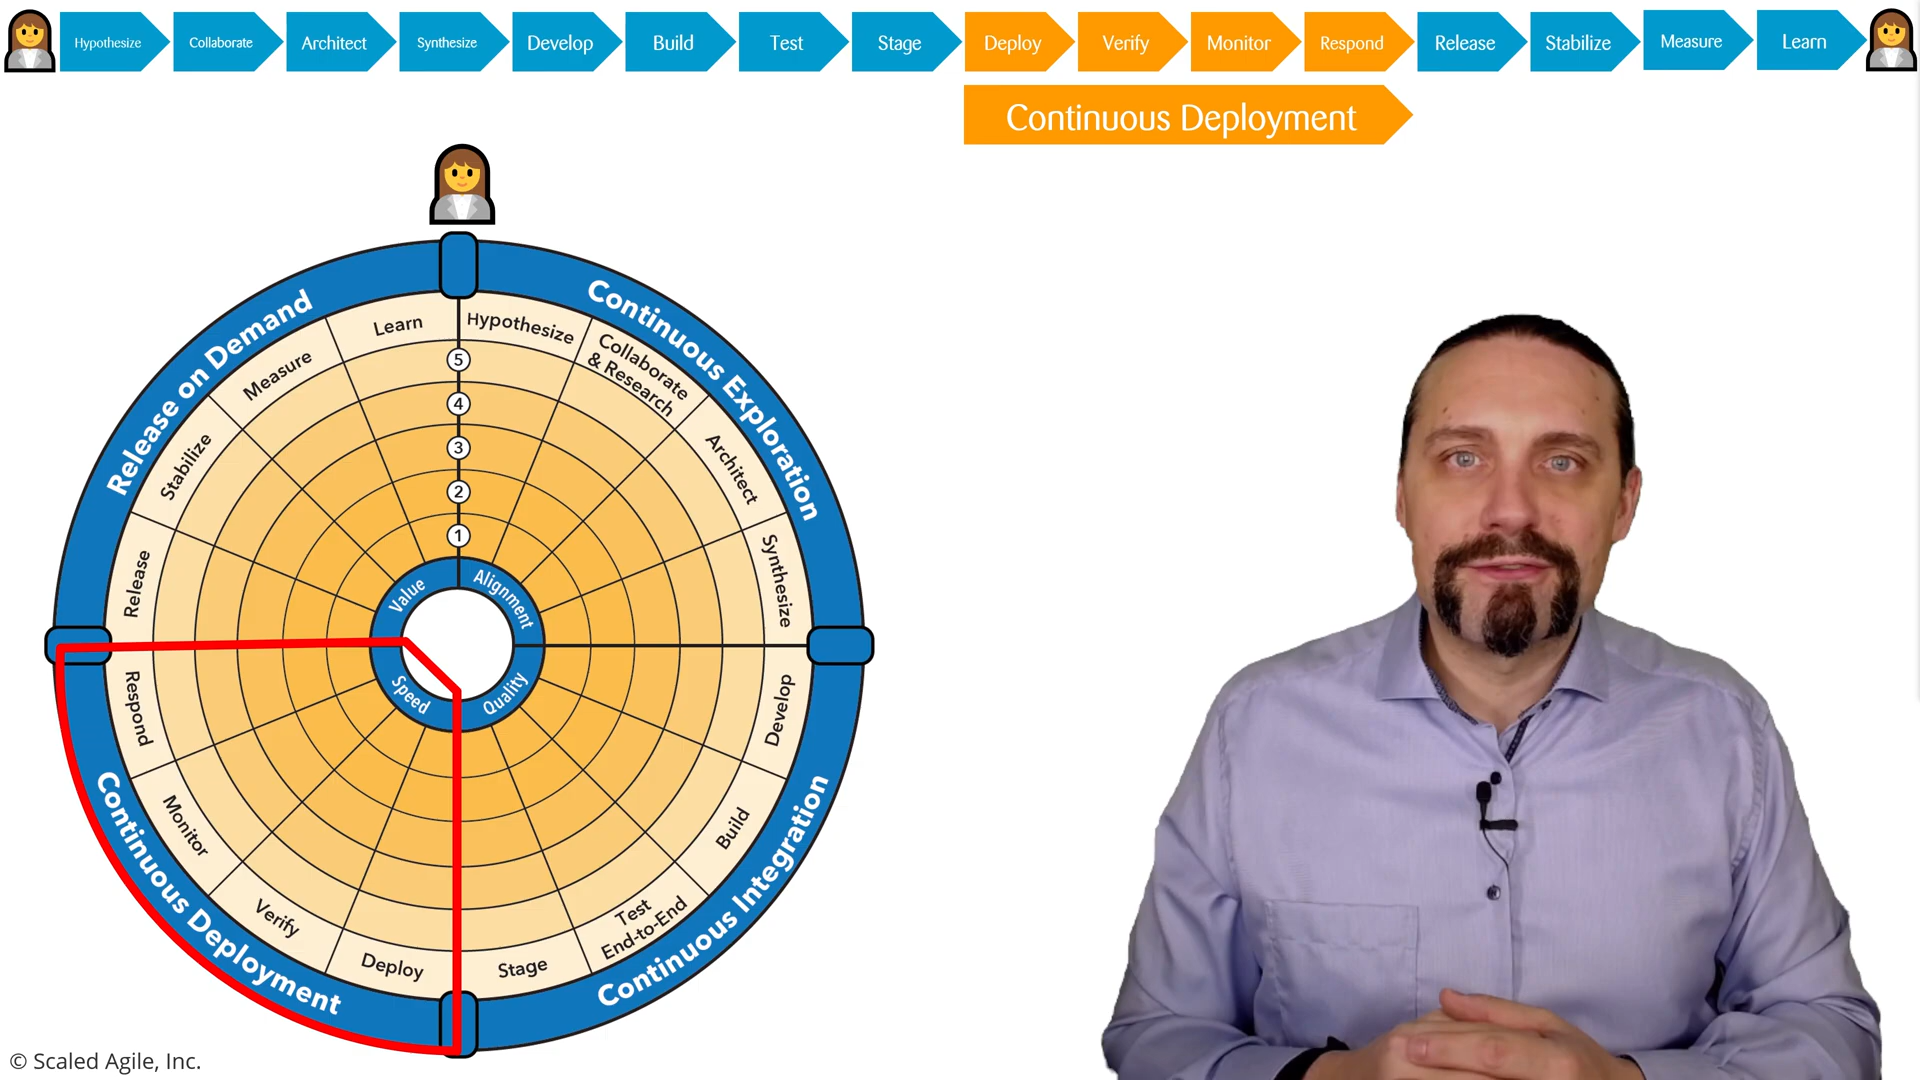 Hypothesize
Collaborate
Architect
Synthesize
Develop
Build
Test
Stage
Deploy
Verify
Monitor
Respond
Release
Stabilize
Measure
Learn
Continuous Deployment
Release on Demand
Continuous Exploration
Learn
Hypothesize
Collaborate
& Research
Measure
Architect
Stabilize
Synthesize
Release
5
4
3
2
1
Value
Alignment
Speed
Quality
Respond
Develop
Monitor
Build
Verify
Test
End-to-End
Deploy
Stage
Continuous Deployment
Continuous Integration
© Scaled Agile, Inc.